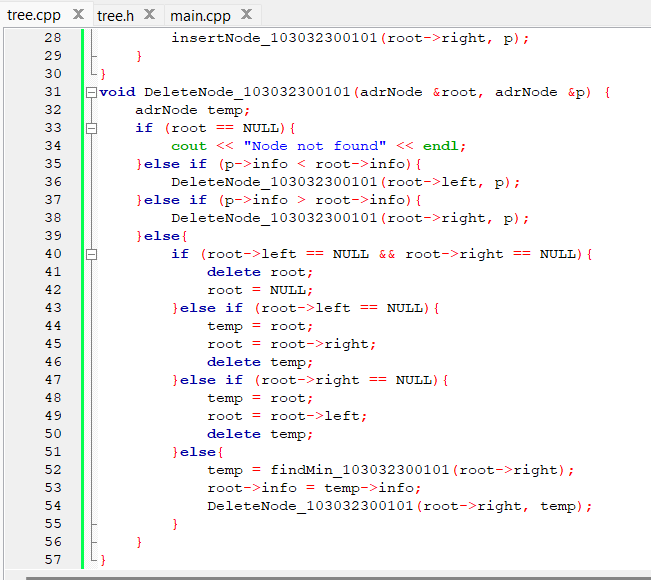 tree.cpp X tree.h X main.cpp X
28 insertNode_103032300101(root->right, p);
29 }
30 }
31 void DeleteNode_103032300101(adrNode &root, adrNode &p) {
32 adrNode temp;
33 if (root == NULL){
34 cout << "Node not found" << endl;
35 }else if (p->info < root->info){
36 DeleteNode_103032300101(root->left, p);
37 }else if (p->info > root->info){
38 DeleteNode_103032300101(root->right, p);
39 }else{
40 if (root->left == NULL && root->right == NULL){
41 delete root;
42 root = NULL;
43 }else if (root->left == NULL){
44 temp = root;
45 root = root->right;
46 delete temp;
47 }else if (root->right == NULL){
48 temp = root;
49 root = root->left;
50 delete temp;
51 }else{
52 temp = findMin_103032300101(root->right);
53 root->info = temp->info;
54 DeleteNode_103032300101(root->right, temp);
55 }
56 }
57 }